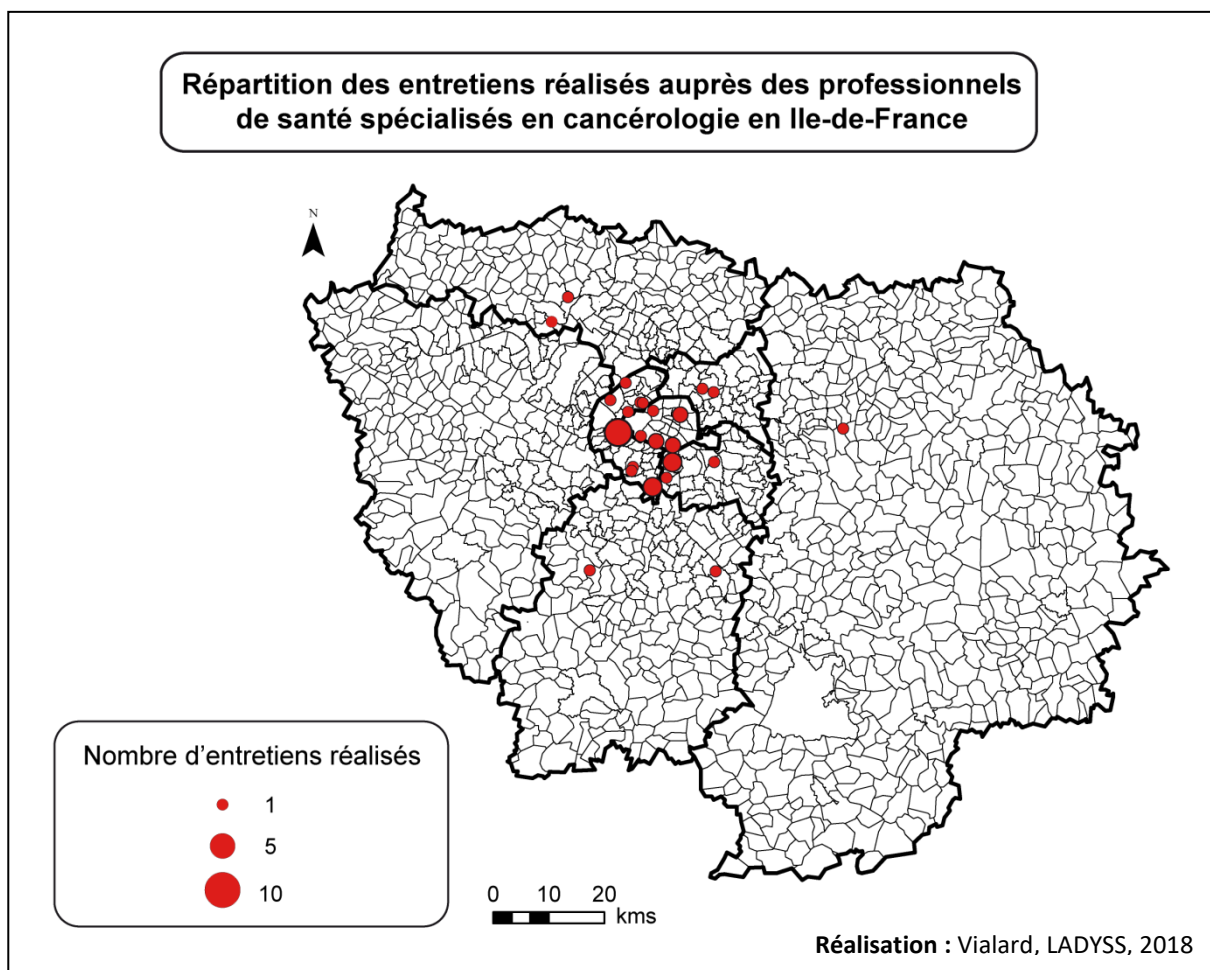 Répartition des entretiens réalisés auprès des professionnels
de santé spécialisés en cancérologie en Ile-de-France
N
Nombre d'entretiens réalisés
1
5
10
0 10 20
kms
Réalisation : Vialard, LADYSS, 2018